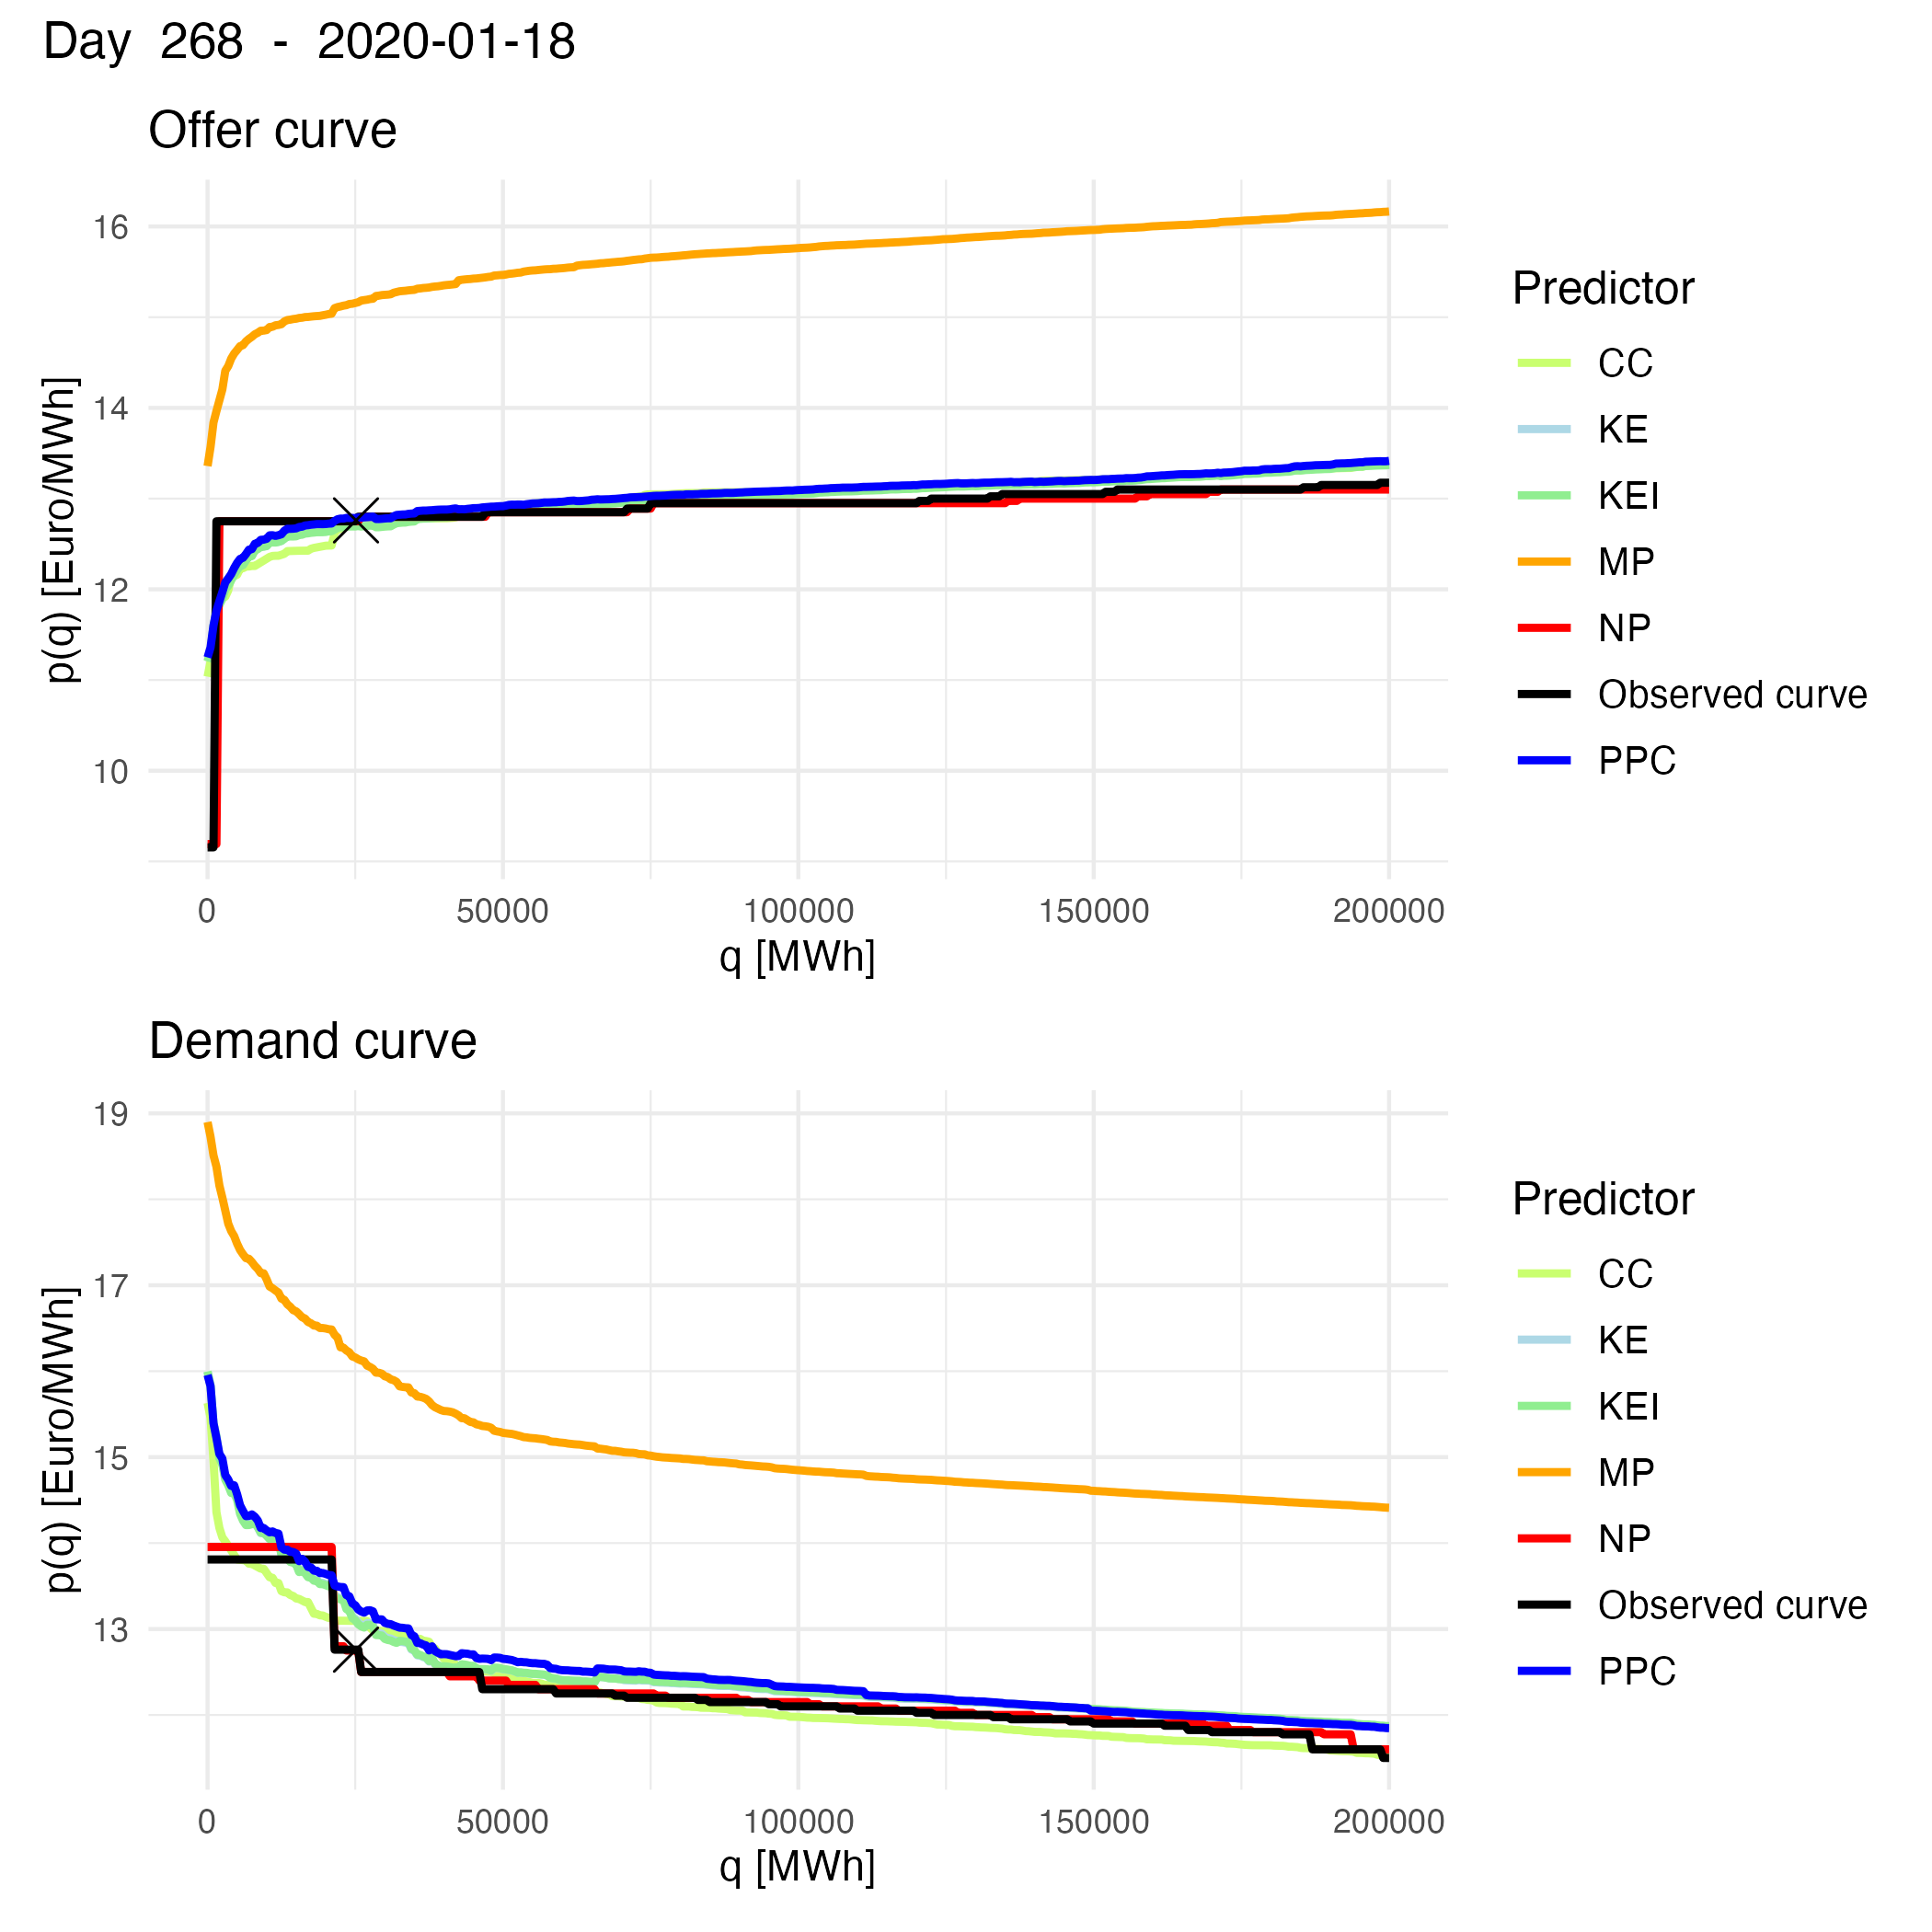 Day 268 - 2020-01-18
Offer curve
16
14
12
10
p(q) [Euro/MWh]
0 50000 100000 150000 200000
q [MWh]
Predictor
CC
KE
KEI
MP
NP
Observed curve
PPC
Demand curve
19
17
15
13
p(q) [Euro/MWh]
0 50000 100000 150000 200000
q [MWh]
Predictor
CC
KE
KEI
MP
NP
Observed curve
PPC